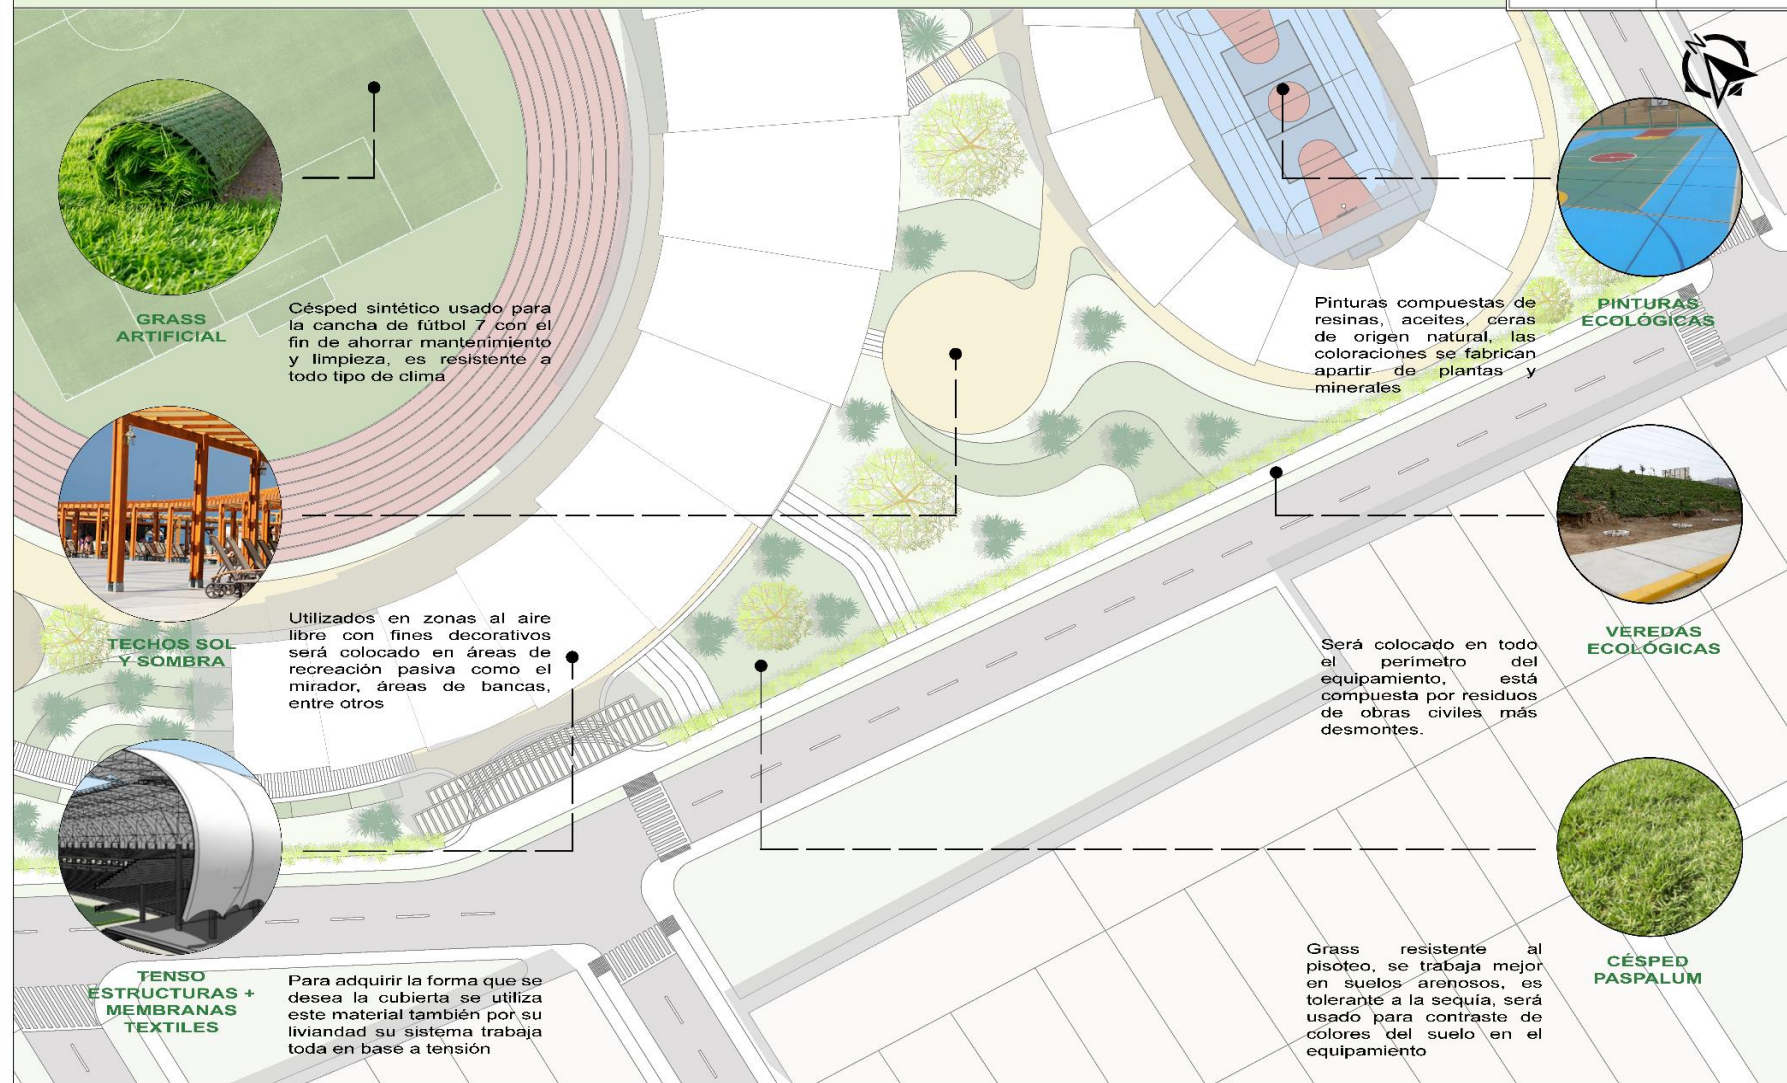 N
GRASS
ARTIFICIAL
Césped sintético usado para
la cancha de fútbol 7 con el
fin de ahorrar mantenimiento
y limpieza, es resistente a
todo tipo de clima
PINTURAS
ECOLÓGICAS
Pinturas compuestas de
resinas, aceites, ceras
de origen natural, las
coloraciones se fabrican
apartir de plantas y
minerales
TECHOS SOL
Y SOMBRA
Utilizados en zonas al aire
libre con fines decorativos
será colocado en áreas de
recreación pasiva como el
mirador, áreas de bancas,
entre otros
VEREDAS
ECOLÓGICAS
Será colocado en todo
el perímetro del
equipamiento, está
compuesta por residuos
de obras civiles más
desmontes.
TENSO
ESTRUCTURAS +
MEMBRANAS
TEXTILES
Para adquirir la forma que se
desea la cubierta se utiliza
este material también por su
liviandad su sistema trabaja
toda en base a tensión
CÉSPED
PASPALUM
Grass resistente al
pisoteo, se trabaja mejor
en suelos arenosos, es
tolerante a la sequía, será
usado para contraste de
colores del suelo en el
equipamiento